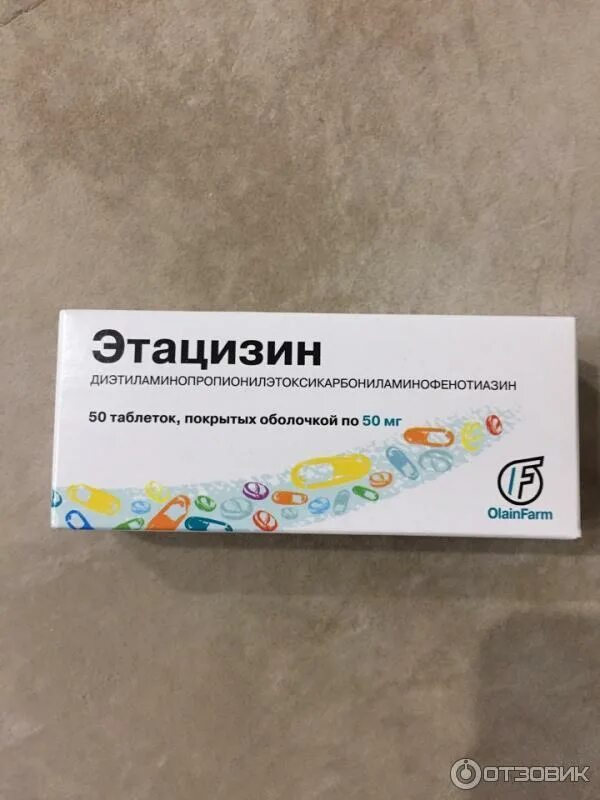 Этацизин
ДИЭТИЛАМИНОПРОПИОНИЛЭТОКСИКАРБОНИЛАМИНОФЕНОТИАЗИН
50 таблеток, покрытых оболочкой по 50 мг
OlainFarm
ОТЗОВИК